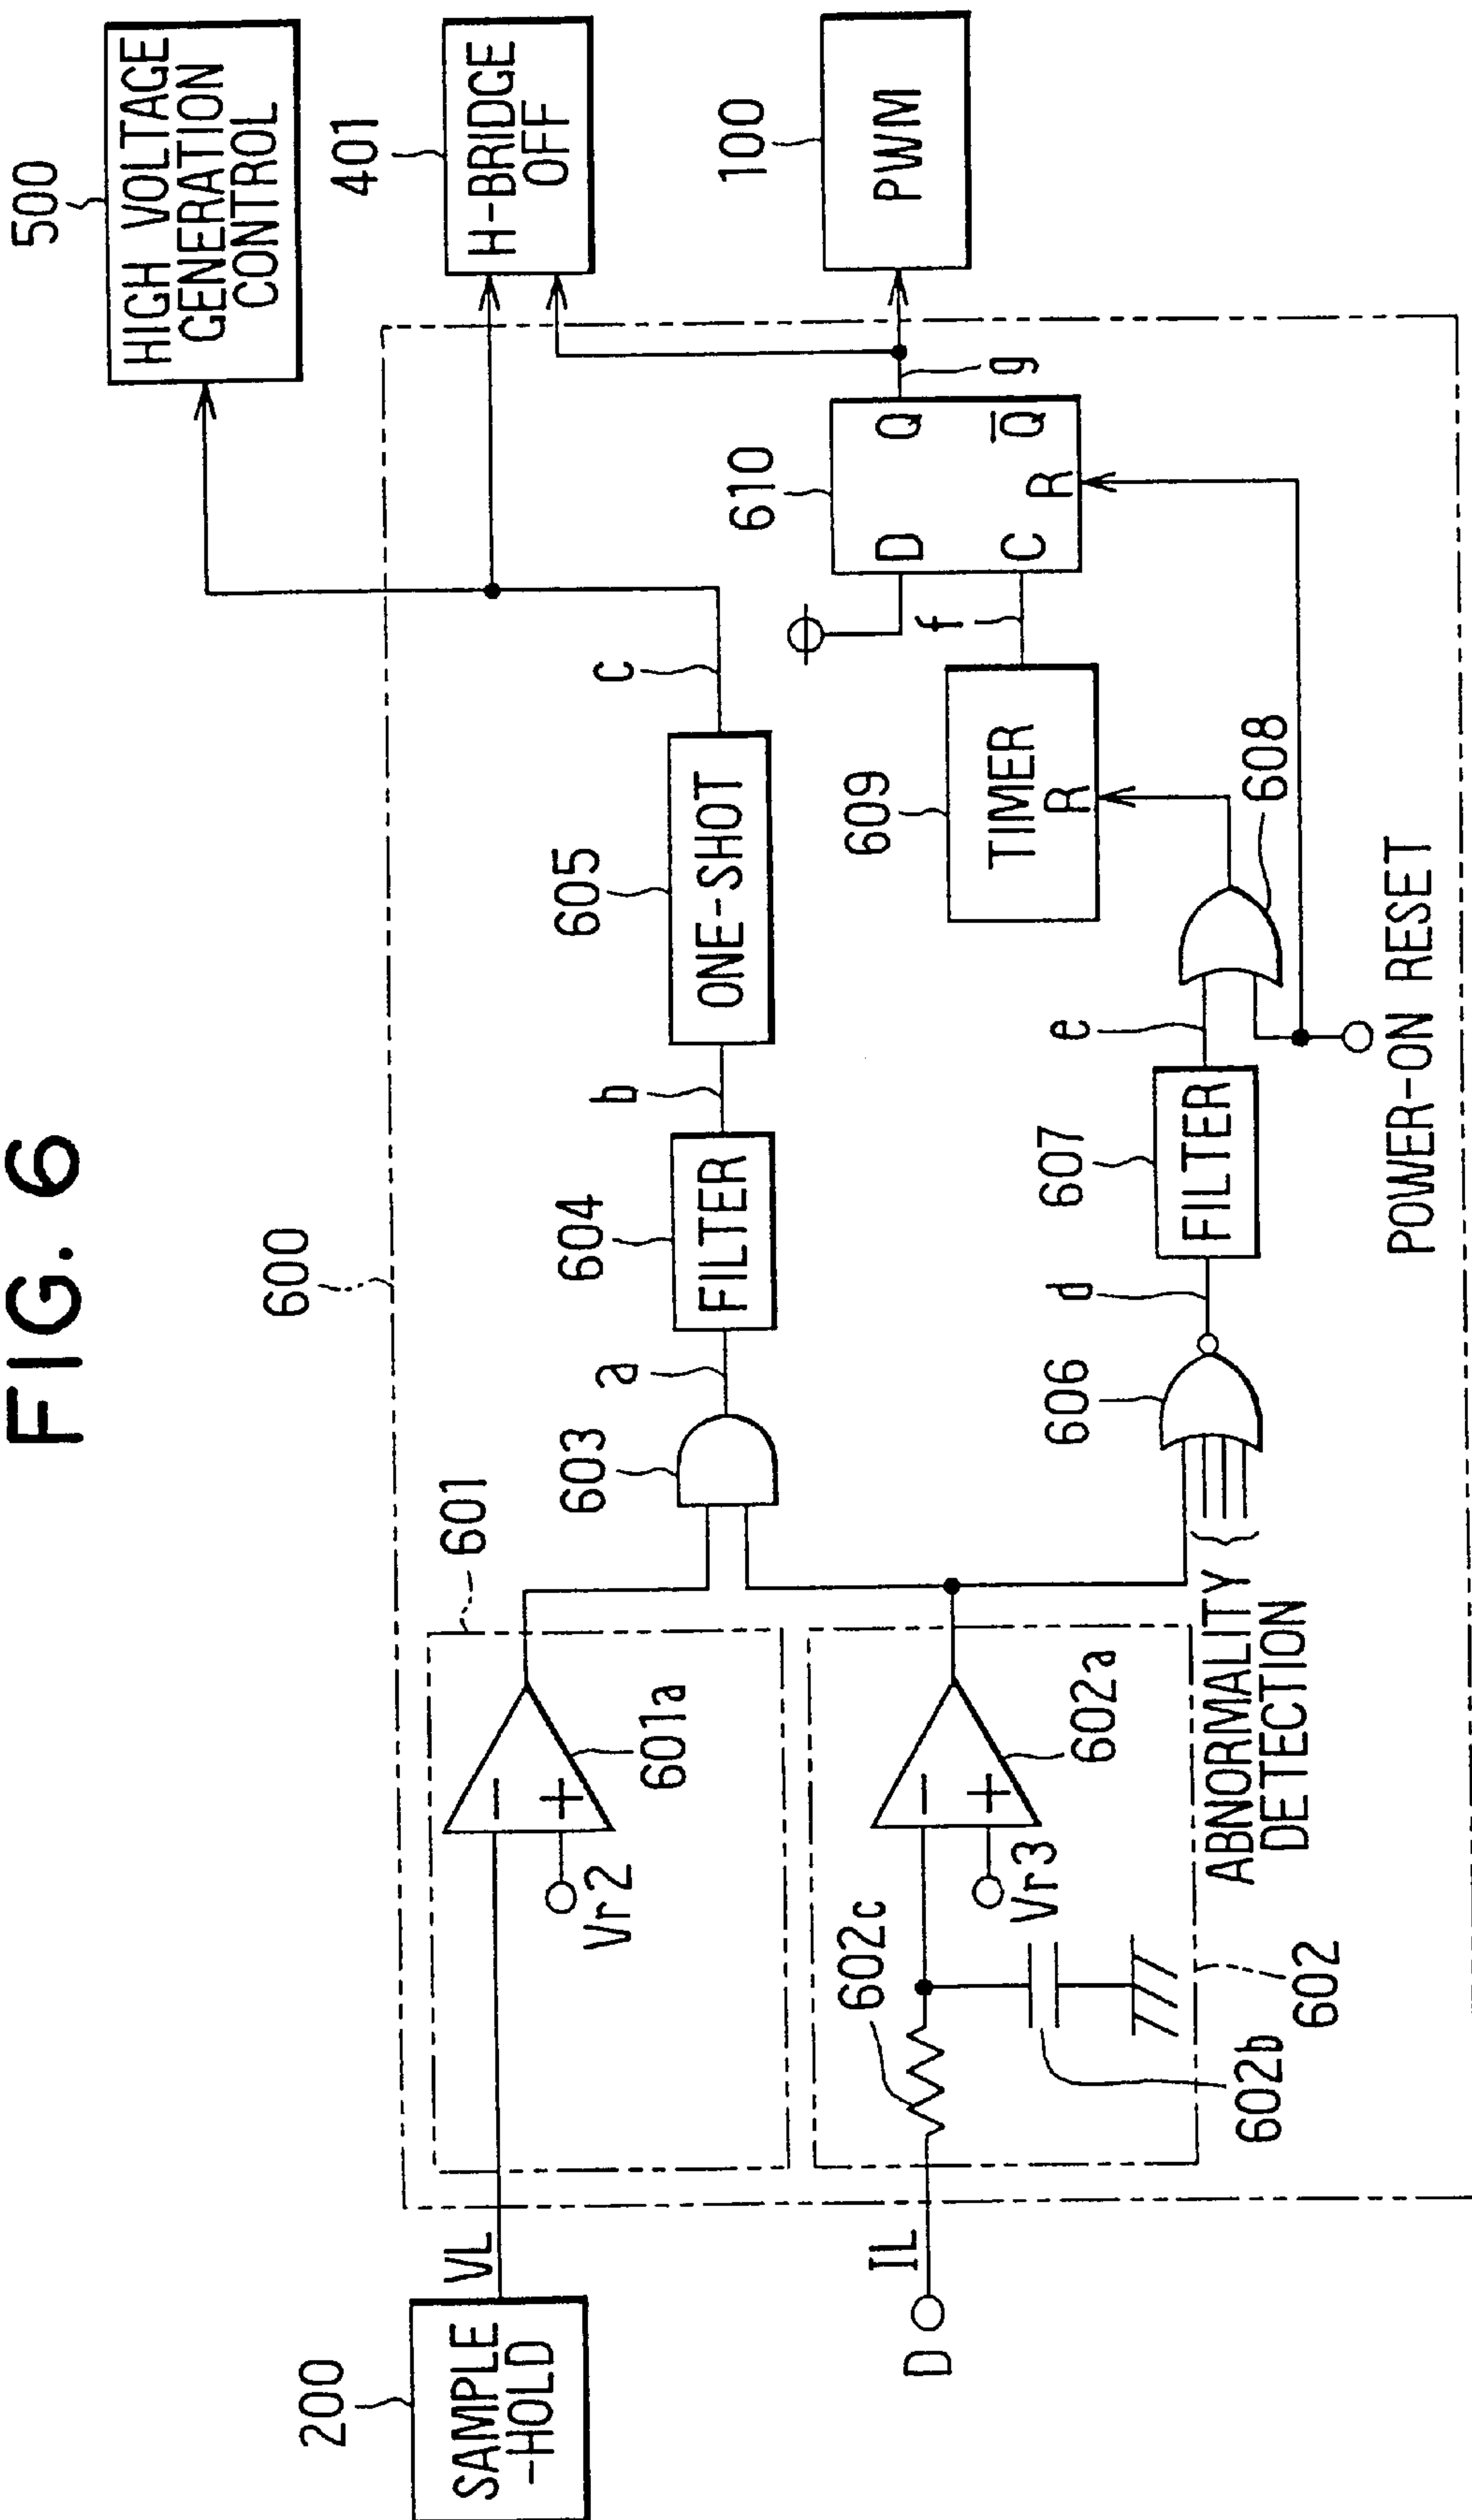 FIG. 6
500
HIGH VOLTAGE
GENERATION
CONTROL
401
H-BRIDGE
OFF
100
PWM
600
601
601a
Vr2
VL
200
SAMPLE
-HOLD
603
a
604
FILTER
b
605
ONE-SHOT
c
610
D
Q
C
R
Q̅
g
f
609
TIMER
R
608
e
607
FILTER
d
606
POWER-ON RESET
ABNORMALITY
DETECTION
602a
Vr3
602c
602b
602
IL
D